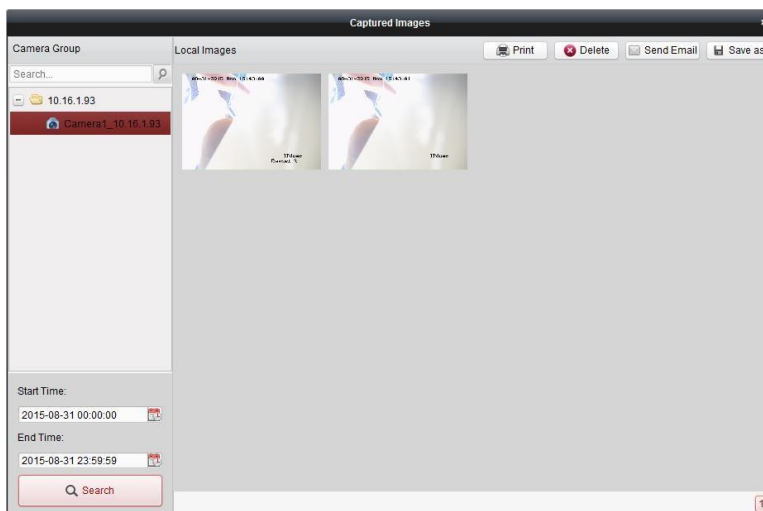 Captured Images
Camera Group
Local Images
Print
Delete
Send Email
Save as
Search...
10.16.1.93
Camera1_10.16.1.93
Start Time:
2015-08-31 00:00:00
End Time:
2015-08-31 23:59:59
Search